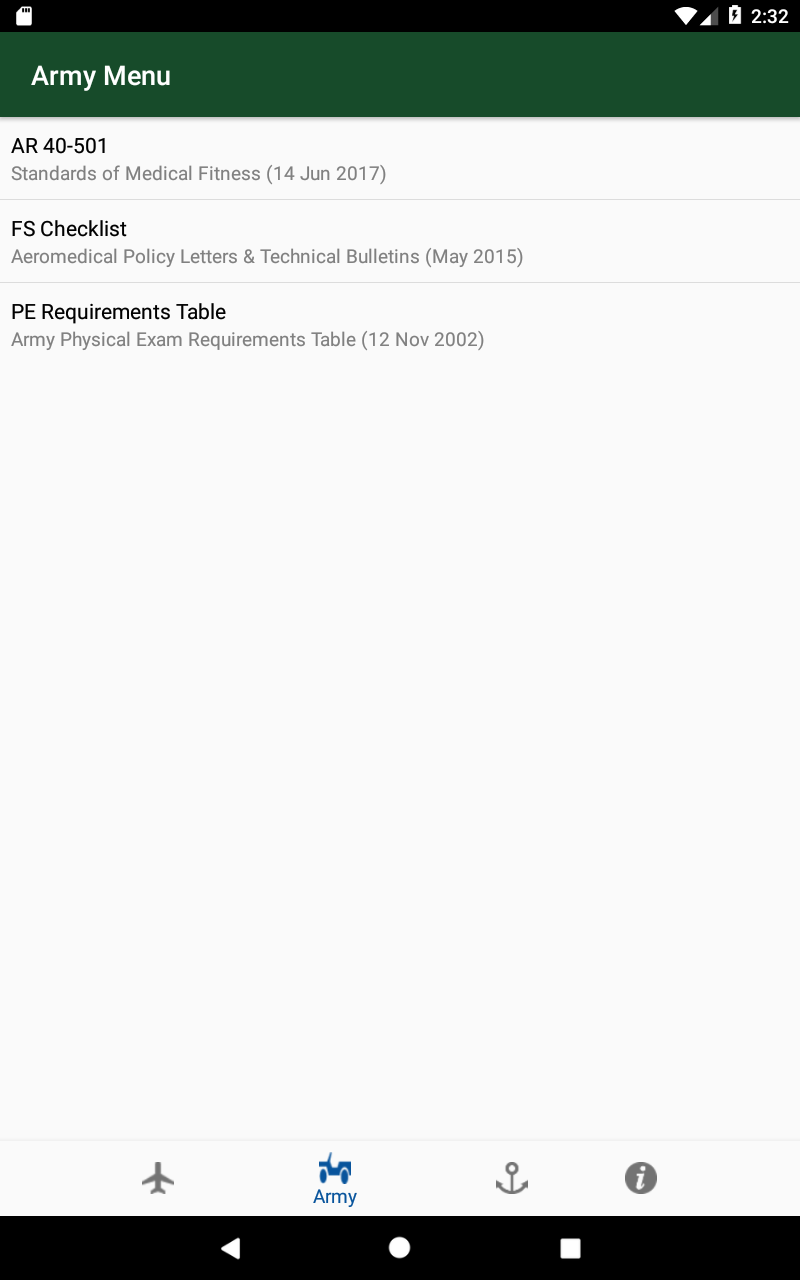 2:32
Army Menu
AR 40-501
Standards of Medical Fitness (14 Jun 2017)
FS Checklist
Aeromedical Policy Letters & Technical Bulletins (May 2015)
PE Requirements Table
Army Physical Exam Requirements Table (12 Nov 2002)
Army